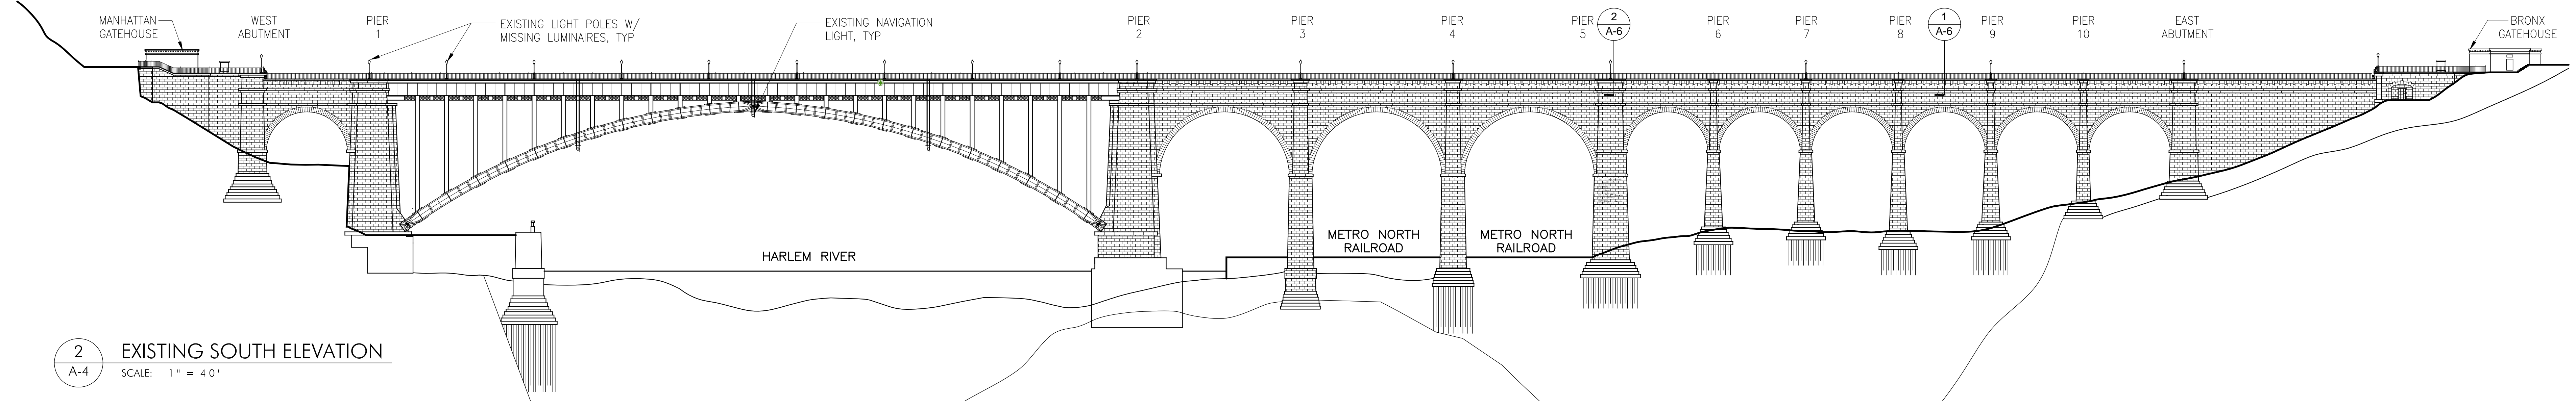 MANHATTAN
GATEHOUSE
WEST
ABUTMENT
PIER
1
EXISTING LIGHT POLES W/
MISSING LUMINAIRES, TYP
EXISTING NAVIGATION
LIGHT, TYP
PIER
2
PIER
3
PIER
4
PIER
5
2
A-6
PIER
6
PIER
7
PIER
8
1
A-6
PIER
9
PIER
10
EAST
ABUTMENT
BRONX
GATEHOUSE
HARLEM RIVER
METRO NORTH
RAILROAD
METRO NORTH
RAILROAD
2
A-4
EXISTING SOUTH ELEVATION
SCALE: 1" = 40'